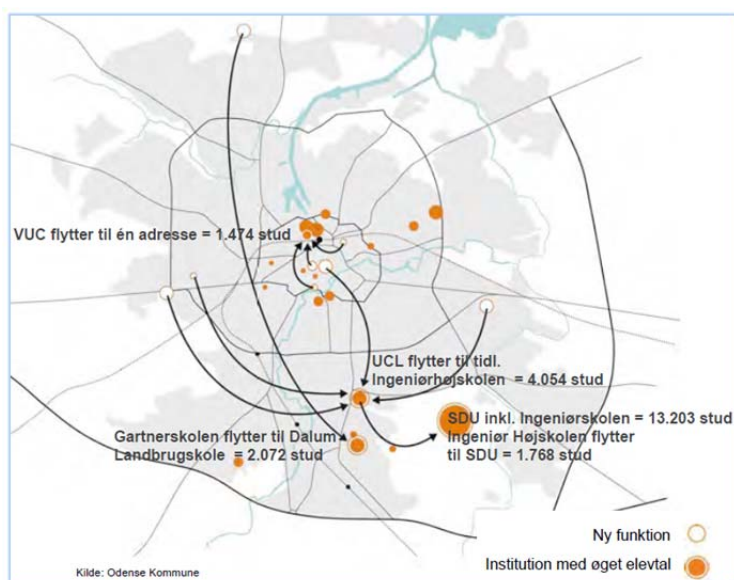 VUC flytter til én adresse = 1.474 stud
UCL flytter til tidl.
Ingeniørhøjskolen = 4.054 stud
Gartnerskolen flytter til Dalum
Landbrugskole = 2.072 stud
SDU inkl. Ingeniørskolen = 13.203 stud
Ingeniør Højskolen flytter
til SDU = 1.768 stud
Ny funktion
Institution med øget elevtal
Kilde: Odense Kommune